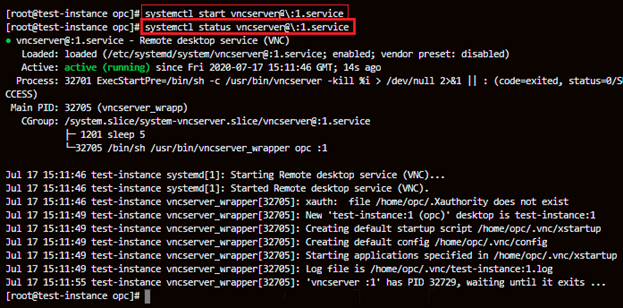 [root@test-instance opc]# systemctl start vncserver@\:1.service
[root@test-instance opc]# systemctl status vncserver@\:1.service
● vncserver@:1.service - Remote desktop service (VNC)
Loaded: loaded (/etc/systemd/system/vncserver@:1.service; enabled; vendor preset: disabled)
Active: active (running) since Fri 2020-07-17 15:11:46 GMT; 14s ago
Process: 32701 ExecStartPre=/bin/sh -c /usr/bin/vncserver -kill %i > /dev/null 2>&1 || : (code=exited, status=0/SU
CCESS)
Main PID: 32705 (vncserver_wrapp)
CGroup: /system.slice/system-vncserver.slice/vncserver@:1.service
├─ 1201 sleep 5
└─32705 /bin/sh /usr/bin/vncserver_wrapper opc :1
Jul 17 15:11:46 test-instance systemd[1]: Starting Remote desktop service (VNC)...
Jul 17 15:11:46 test-instance systemd[1]: Started Remote desktop service (VNC).
Jul 17 15:11:46 test-instance vncserver_wrapper[32705]: xauth:  file /home/opc/.Xauthority does not exist
Jul 17 15:11:49 test-instance vncserver_wrapper[32705]: New 'test-instance:1 (opc)' desktop is test-instance:1
Jul 17 15:11:49 test-instance vncserver_wrapper[32705]: Creating default startup script /home/opc/.vnc/xstartup
Jul 17 15:11:49 test-instance vncserver_wrapper[32705]: Creating default config /home/opc/.vnc/config
Jul 17 15:11:49 test-instance vncserver_wrapper[32705]: Starting applications specified in /home/opc/.vnc/xstartup
Jul 17 15:11:49 test-instance vncserver_wrapper[32705]: Log file is /home/opc/.vnc/test-instance:1.log
Jul 17 15:11:55 test-instance vncserver_wrapper[32705]: 'vncserver :1' has PID 32729, waiting until it exits ...
[root@test-instance opc]#